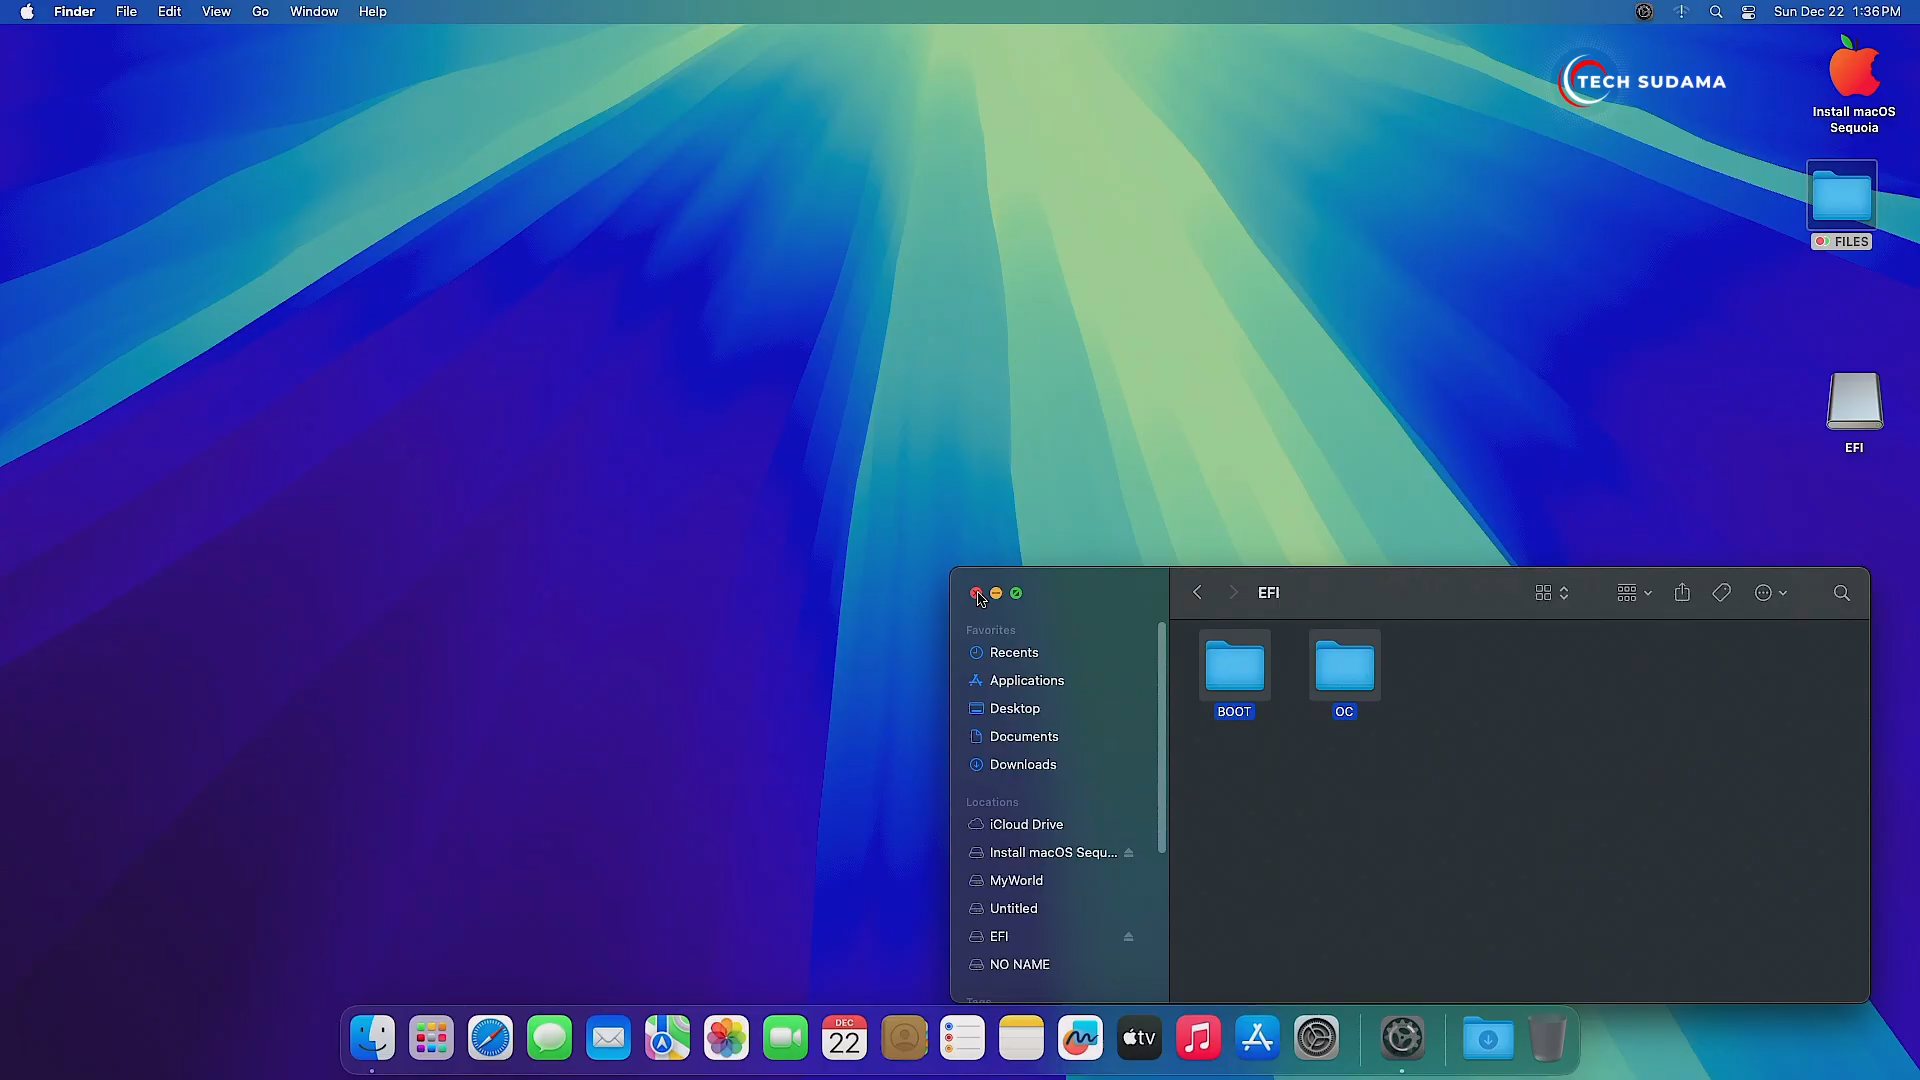 Finder File Edit View Go Window Help
Sun Dec 22 1:36 PM
TECH SUDAMA
Install macOS
Sequoia
FILES
EFI
EFI
Favorites
Recents
Applications
Desktop
Documents
Downloads
Locations
iCloud Drive
Install macOS Sequ...
MyWorld
Untitled
EFI
NO NAME
Tags
BOOT
OC
DEC
22
tv